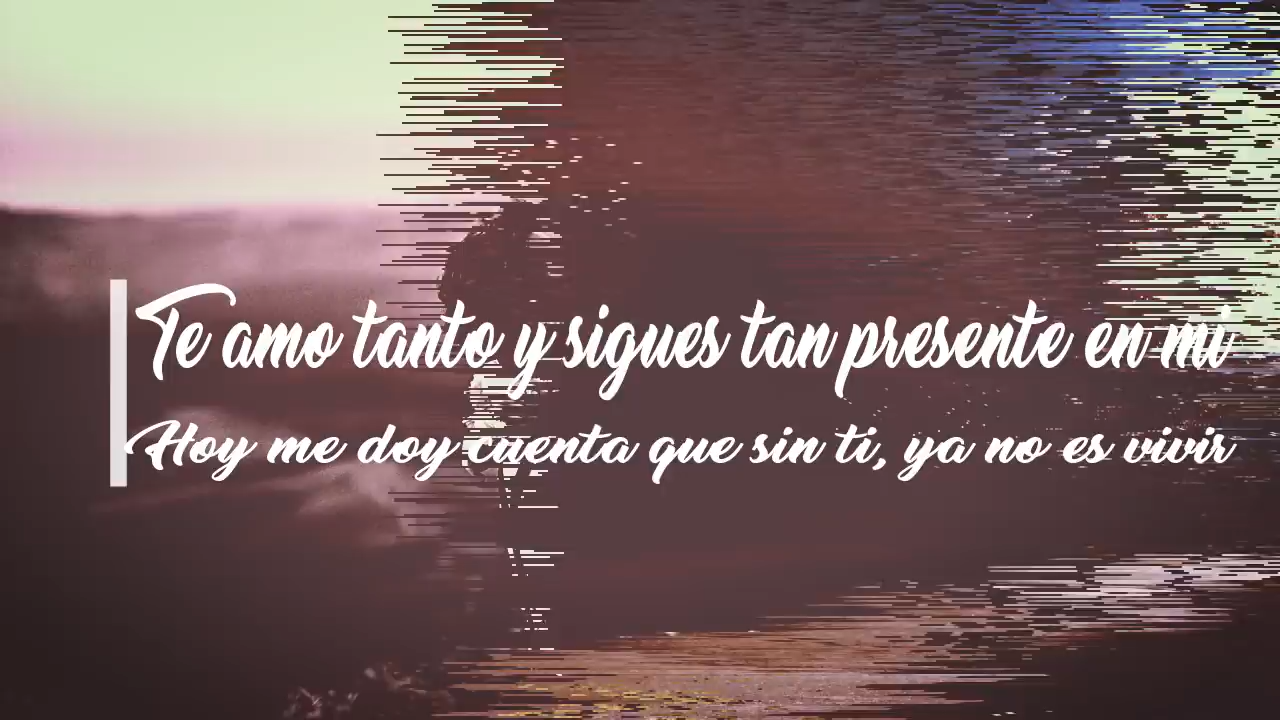 Te amo tanto y sigues tan presente en mi
Hoy me doy cuenta que sin ti, ya no es vivir